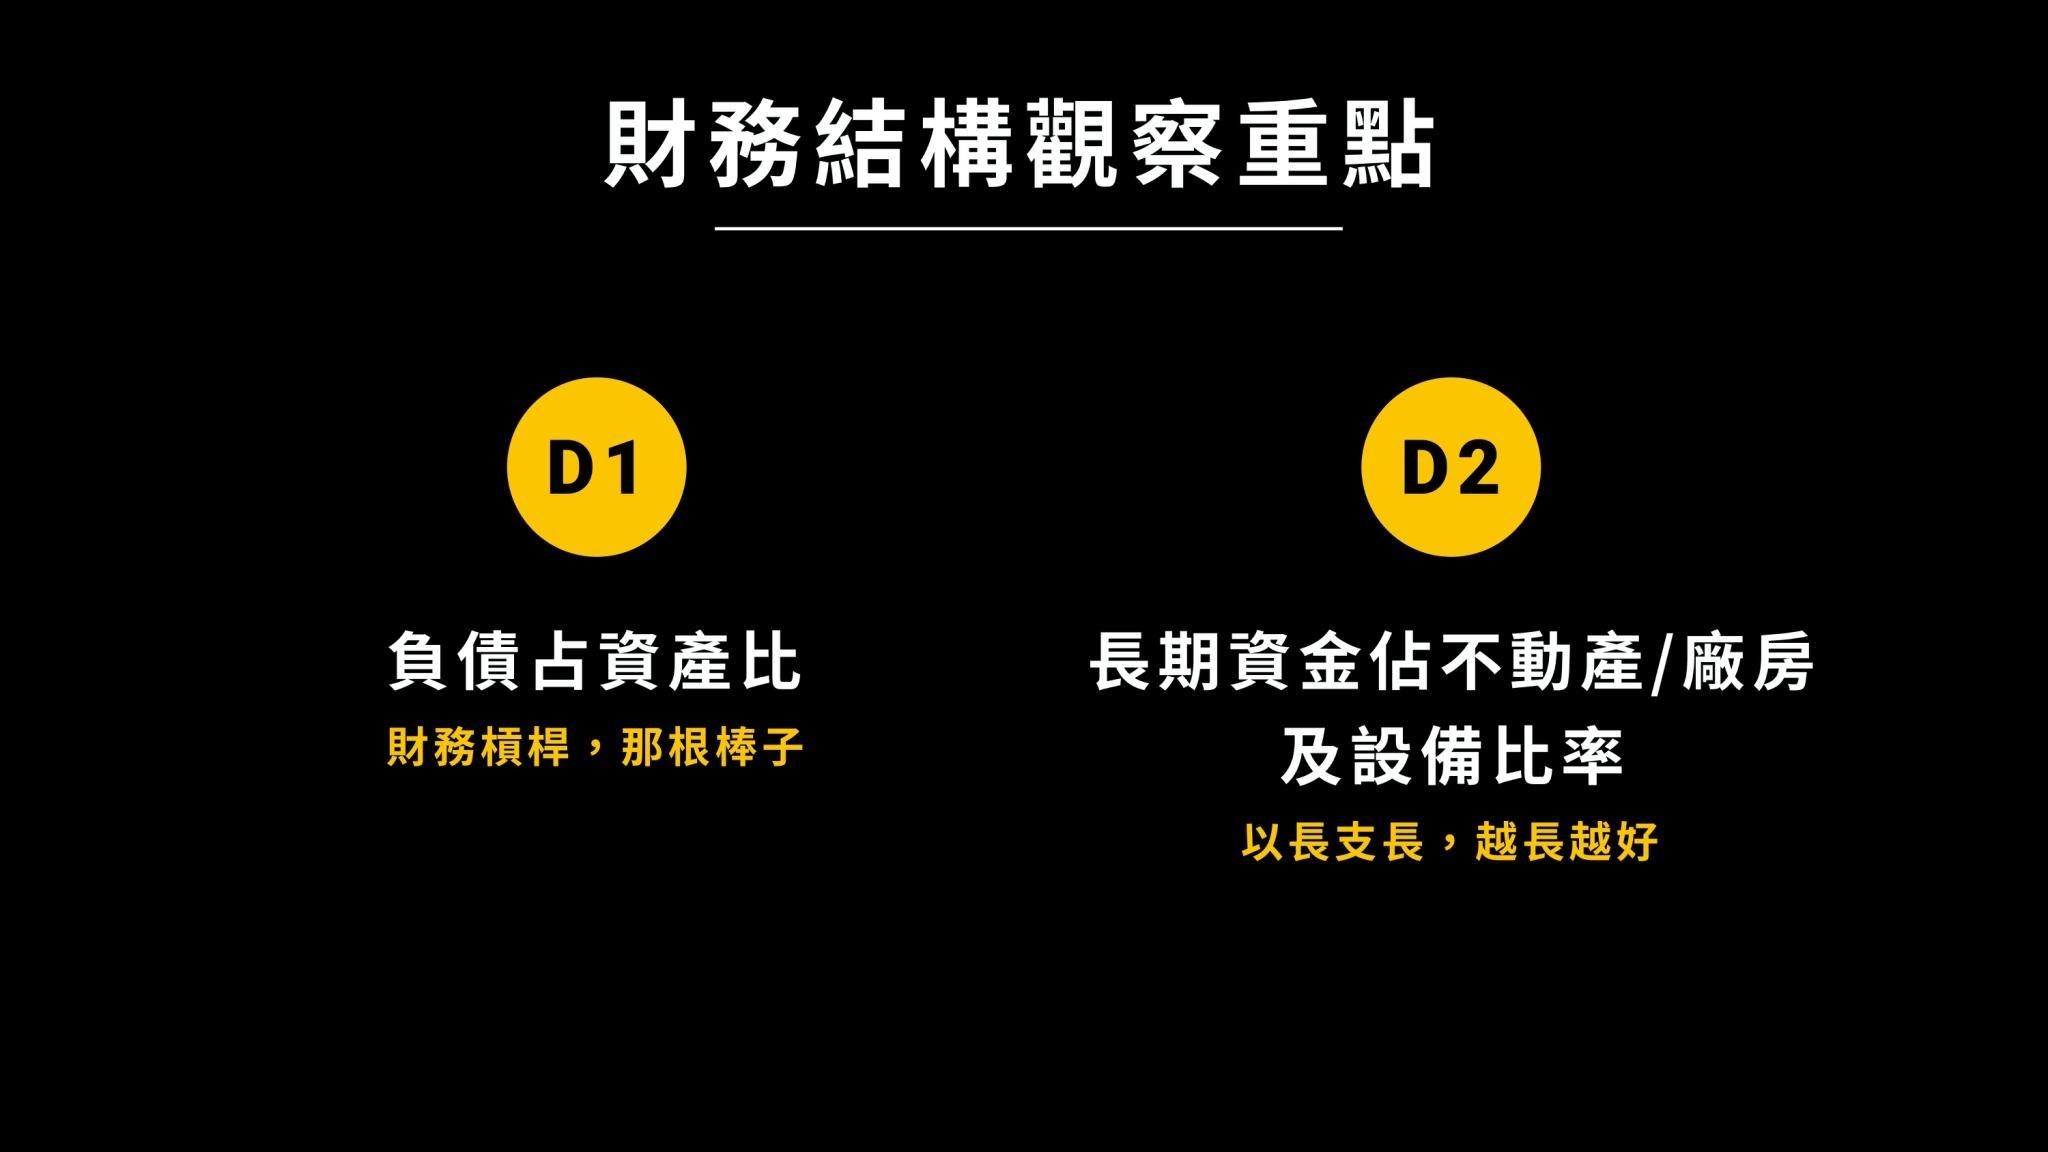 財務結構觀察重點
D1
負債占資產比
財務槓桿，那根棒子
D2
長期資金佔不動產/廠房
及設備比率
以長支長，越長越好